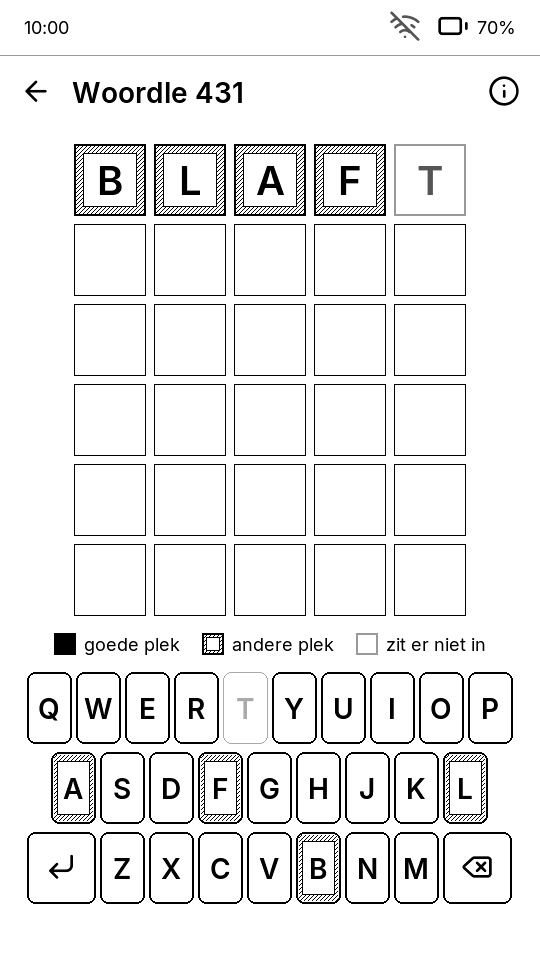 10:00 70%
Woordle 431
B L A F T
goede plek andere plek zit er niet in
Q W E R T Y U I O P
A S D F G H J K L
Z X C V B N M